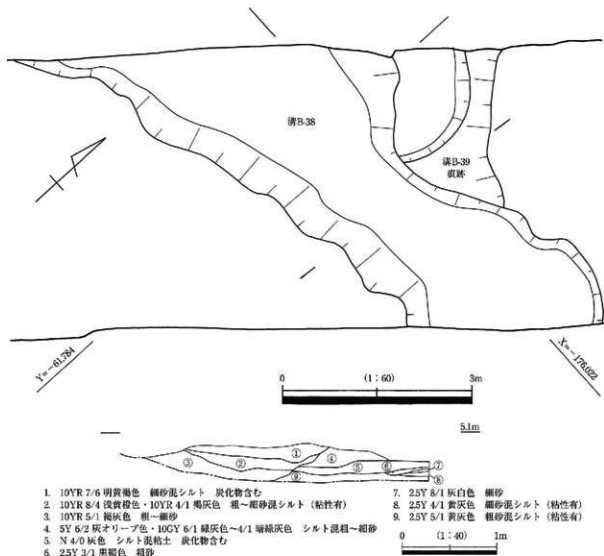 溝B-38
溝B-39
痕跡
Y=-61,784
X=-176,022
0 (1:60) 3m
5.1m
① ② ③ ④ ⑤ ⑥ ⑦ ⑧ ⑨
1. 10YR 7/6 明黄褐色 細砂混シルト 炭化物含む
2. 10YR 8/4 浅黄橙色・10YR 4/1 褐灰色 粗~細砂混シルト(粘性有)
3. 10YR 5/1 褐灰色 粗~細砂
4. 5Y 6/2 灰オリーブ色・10GY 6/1 緑灰色~4/1 暗緑灰色 シルト混粗~細砂
5. N 4/0 灰色 シルト混粘土 炭化物含む
6. 2.5Y 3/1 黒褐色 粗砂
7. 2.5Y 8/1 灰白色 細砂
8. 2.5Y 4/1 黄灰色 細砂混シルト(粘性有)
9. 2.5Y 5/1 黄灰色 粗砂混シルト(粘性有)
0 (1:40) 1m